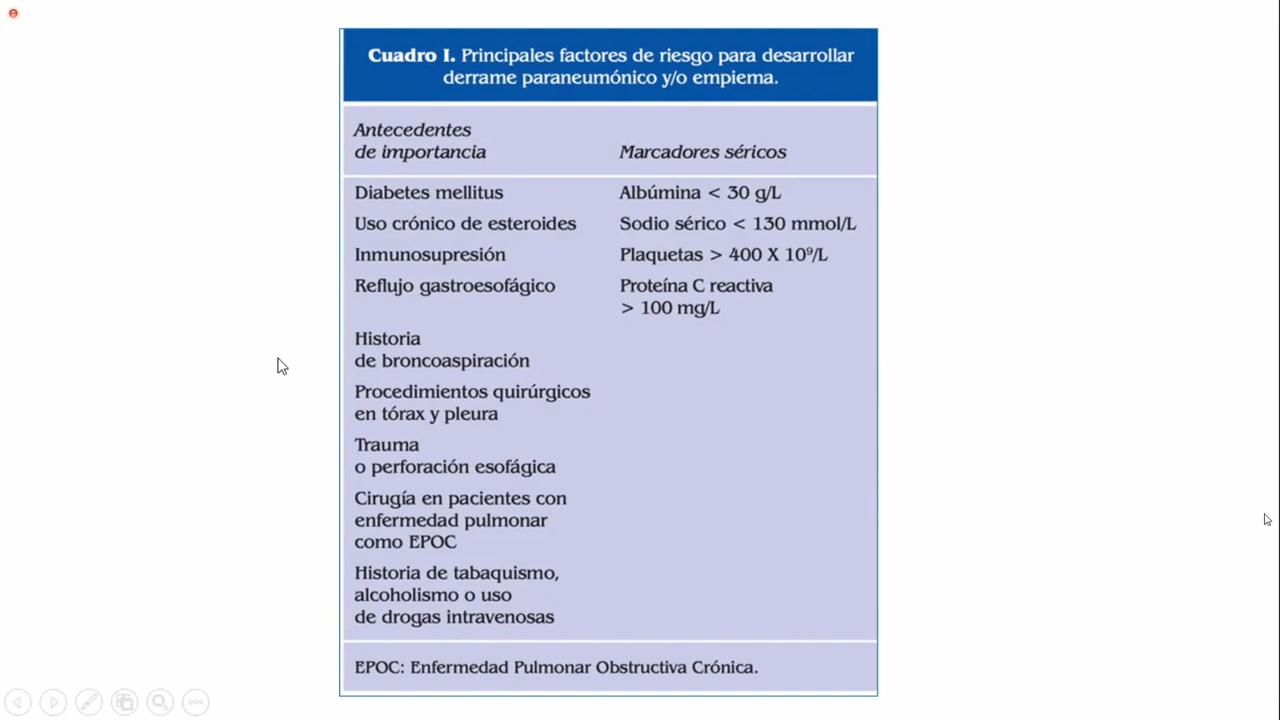 Cuadro I. Principales factores de riesgo para desarrollar
derrame paraneumónico y/o empiema.
Antecedentes
de importancia
Marcadores séricos
Diabetes mellitus
Albúmina < 30 g/L
Uso crónico de esteroides
Sodio sérico < 130 mmol/L
Inmunosupresión
Plaquetas > 400 X 10⁹/L
Reflujo gastroesofágico
Proteína C reactiva
> 100 mg/L
Historia
de broncoaspiración
Procedimientos quirúrgicos
en tórax y pleura
Trauma
o perforación esofágica
Cirugía en pacientes con
enfermedad pulmonar
como EPOC
Historia de tabaquismo,
alcoholismo o uso
de drogas intravenosas
EPOC: Enfermedad Pulmonar Obstructiva Crónica.